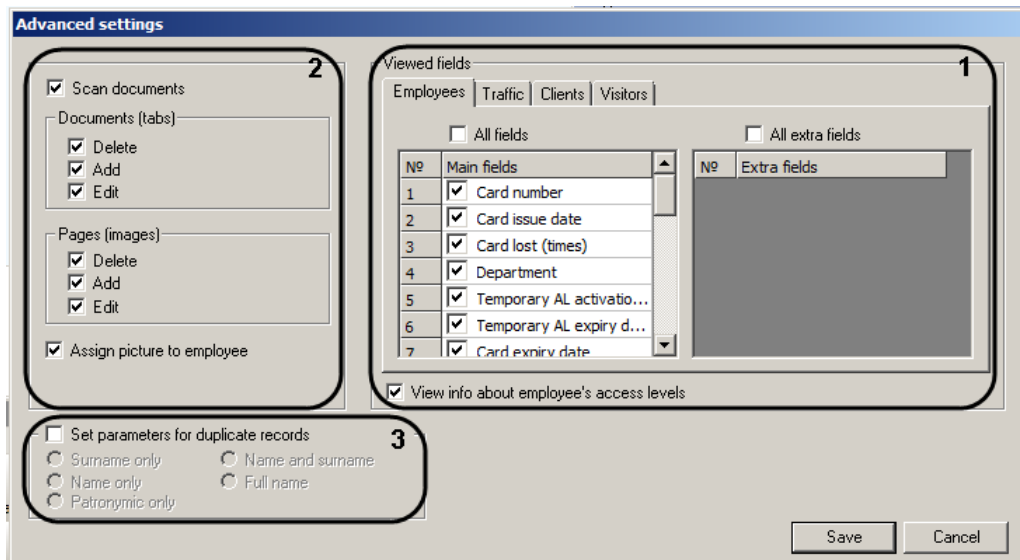 Advanced settings
2
Scan documents
Documents (tabs)
Delete
Add
Edit
Pages (images)
Delete
Add
Edit
Assign picture to employee
1
Viewed fields
Employees Traffic Clients Visitors
All fields
All extra fields
Nº Main fields
1 Card number
2 Card issue date
3 Card lost (times)
4 Department
5 Temporary AL activatio...
6 Temporary AL expiry d...
7 Card expiry date
Nº Extra fields
View info about employee's access levels
3
Set parameters for duplicate records
Surname only Name and surname
Name only Full name
Patronymic only
Save Cancel